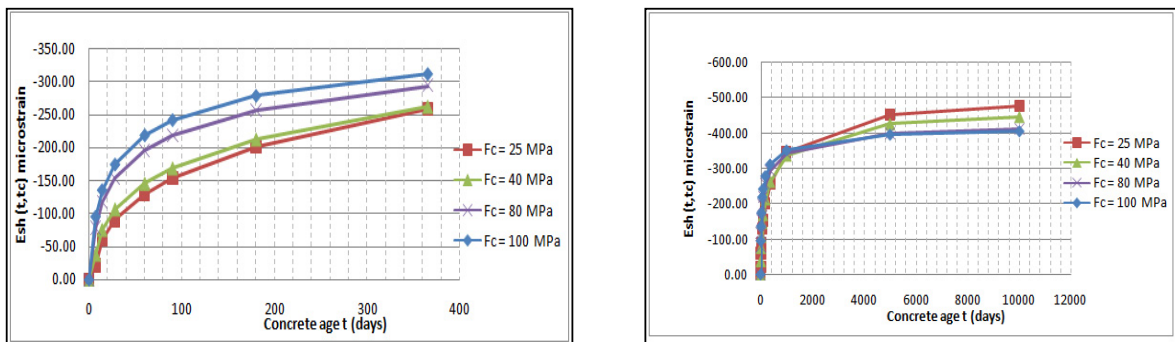 -350.00
-300.00
-250.00
-200.00
-150.00
-100.00
-50.00
0.00
Esh (t,tc) microstrain
0 100 200 300 400
Concrete age t (days)
Fc = 25 MPa
Fc = 40 MPa
Fc = 80 MPa
Fc = 100 MPa
-600.00
-500.00
-400.00
-300.00
-200.00
-100.00
0.00
Esh (t,tc) microstrain
0 2000 4000 6000 8000 10000 12000
Concrete age t (days)
Fc = 25 MPa
Fc = 40 MPa
Fc = 80 MPa
Fc = 100 MPa